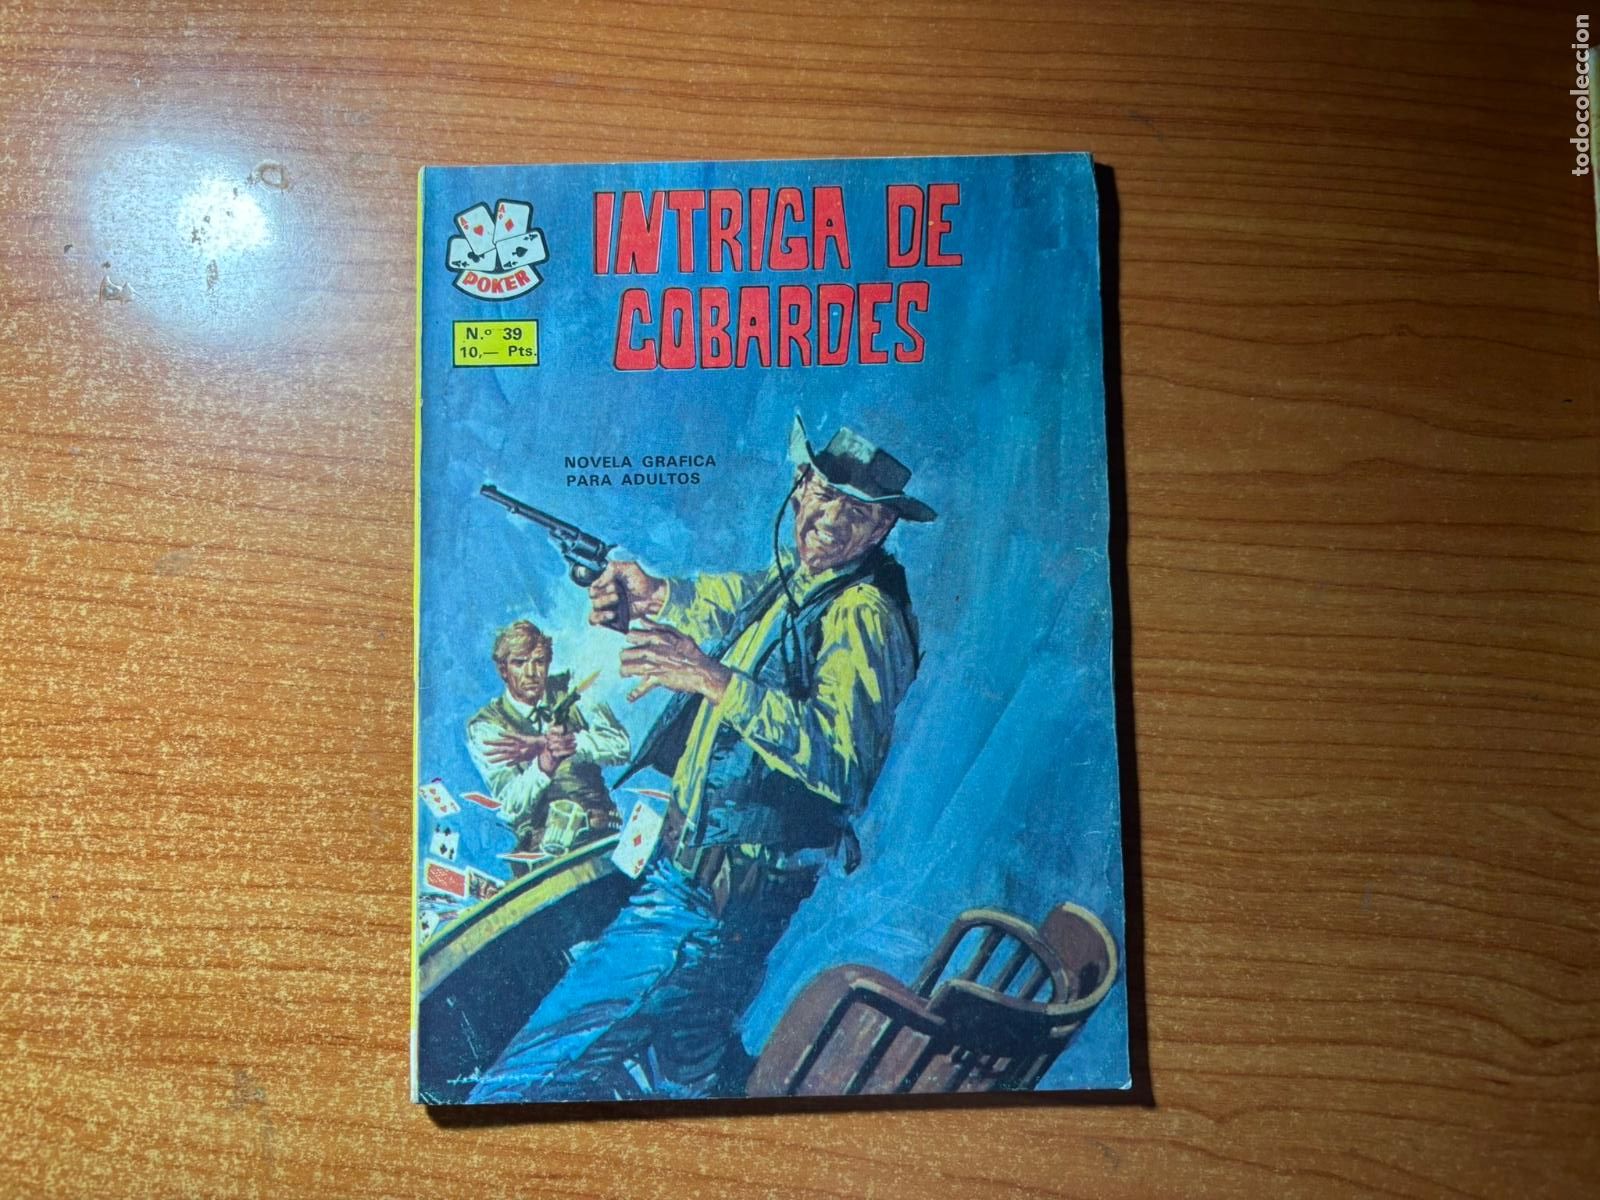 INTRIGA DE
COBARDES
POKER
N.º 39
10,— Pts.
NOVELA GRAFICA
PARA ADULTOS
todocoleccion